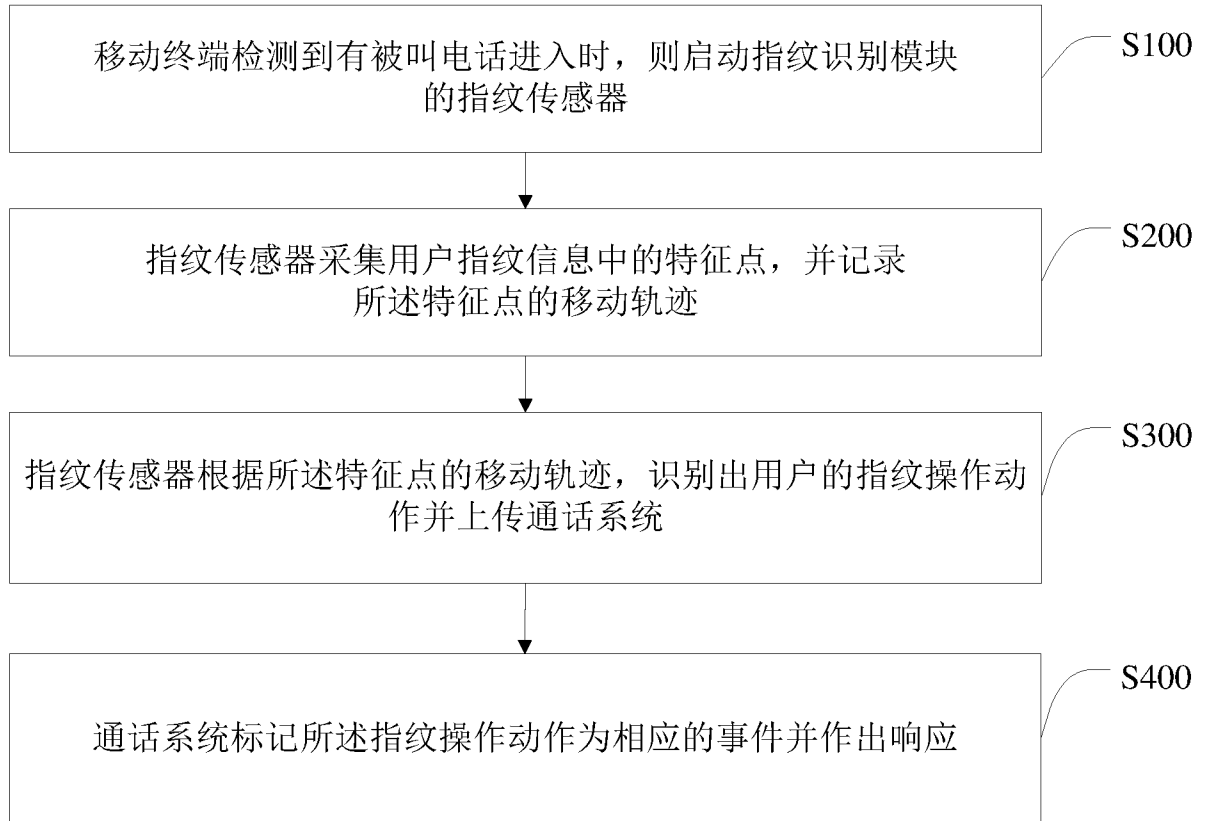 移动终端检测到有被叫电话进入时，则启动指纹识别模块
的指纹传感器
S100
指纹传感器采集用户指纹信息中的特征点，并记录
所述特征点的移动轨迹
S200
指纹传感器根据所述特征点的移动轨迹，识别出用户的指纹操作动
作并上传通话系统
S300
通话系统标记所述指纹操作动作为相应的事件并作出响应
S400